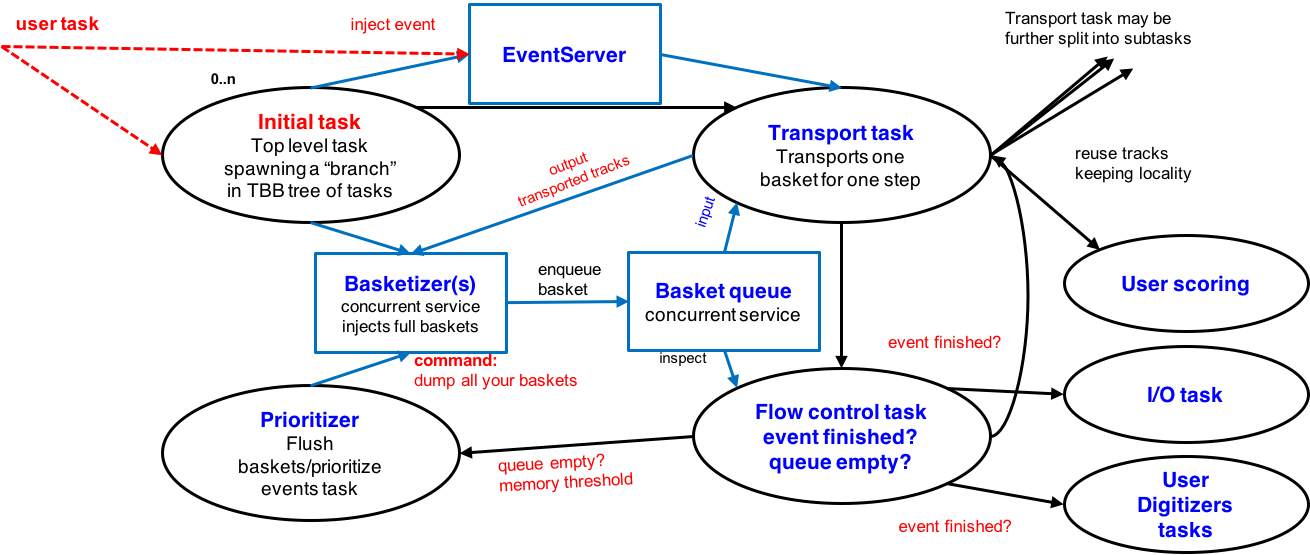 user task
inject event
EventServer
Transport task may be
further split into subtasks
0..n
Initial task
Top level task
spawning a “branch”
in TBB tree of tasks
Transport task
Transports one
basket for one step
output
transported tracks
reuse tracks
keeping locality
input
Basketizer(s)
concurrent service
injects full baskets
enqueue
basket
Basket queue
concurrent service
User scoring
inspect
event finished?
command:
dump all your baskets
Prioritizer
Flush
baskets/prioritize
events task
queue empty?
memory threshold
Flow control task
event finished?
queue empty?
I/O task
event finished?
User
Digitizers
tasks